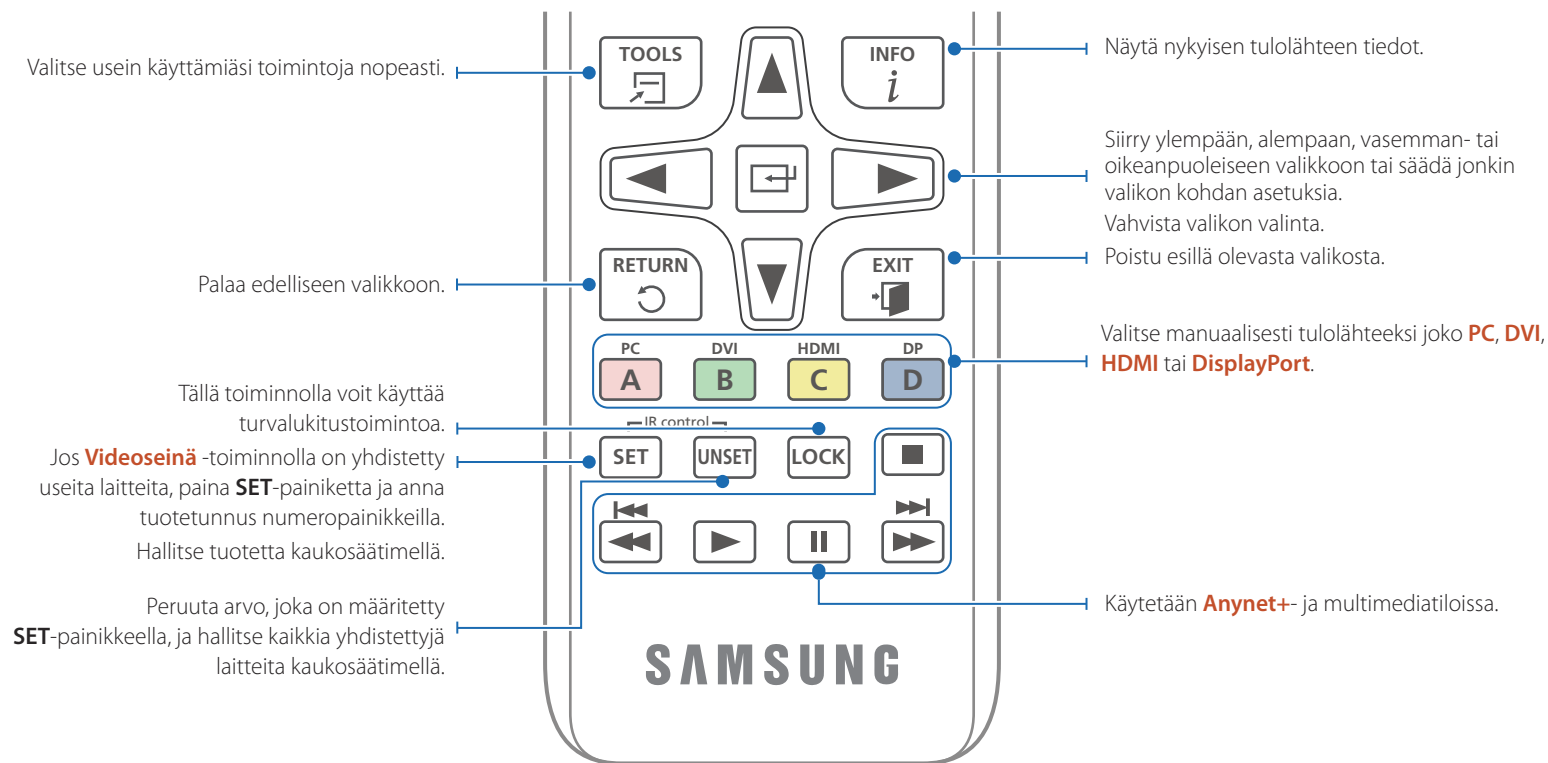 Valitse usein käyttämiäsi toimintoja nopeasti.
TOOLS
INFO
i
Näytä nykyisen tulolähteen tiedot.
Siirry ylempään, alempaan, vasemman- tai
oikeanpuoleiseen valikkoon tai säädä jonkin
valikon kohdan asetuksia.
Vahvista valikon valinta.
Palaa edelliseen valikkoon.
RETURN
EXIT
Poistu esillä olevasta valikosta.
PC DVI HDMI DP
A B C D
Valitse manuaalisesti tulolähteeksi joko PC, DVI,
HDMI tai DisplayPort.
Tällä toiminnolla voit käyttää
turvalukitustoimintoa.
IR control
SET UNSET LOCK
Jos Videoseinä -toiminnolla on yhdistetty
useita laitteita, paina SET-painiketta ja anna
tuotetunnus numeropainikkeilla.
Hallitse tuotetta kaukosäätimellä.
Peruuta arvo, joka on määritetty
SET-painikkeella, ja hallitse kaikkia yhdistettyjä
laitteita kaukosäätimellä.
Käytetään Anynet+- ja multimediatiloissa.
SAMSUNG